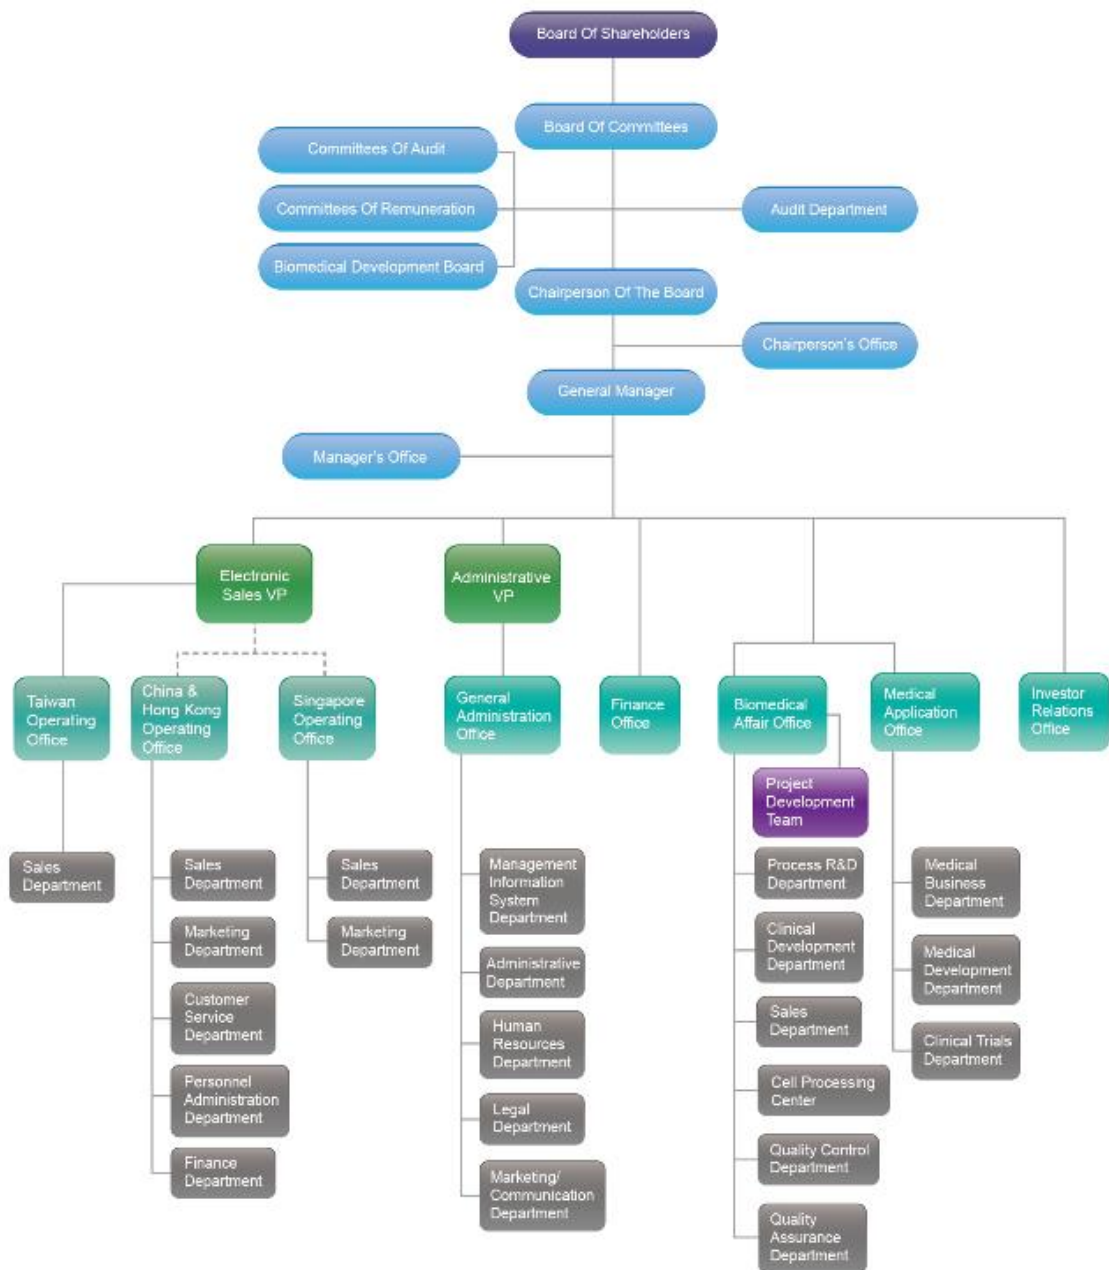 Board Of Shareholders
Board Of Committees
Committees Of Audit
Committees Of Remuneration
Audit Department
Biomedical Development Board
Chairperson Of The Board
Chairperson's Office
General Manager
Manager's Office
Electronic
Sales VP
Administrative
VP
Taiwan
Operating
Office
China &
Hong Kong
Operating
Office
Singapore
Operating
Office
General
Administration
Office
Finance
Office
Biomedical
Affair Office
Medical
Application
Office
Investor
Relations
Office
Project
Development
Team
Sales
Department
Sales
Department
Marketing
Department
Customer
Service
Department
Personnel
Administration
Department
Finance
Department
Sales
Department
Marketing
Department
Management
Information
System
Department
Administrative
Department
Human
Resources
Department
Legal
Department
Marketing/
Communication
Department
Process R&D
Department
Clinical
Development
Department
Sales
Department
Cell Processing
Center
Quality Control
Department
Quality
Assurance
Department
Medical
Business
Department
Medical
Development
Department
Clinical Trials
Department